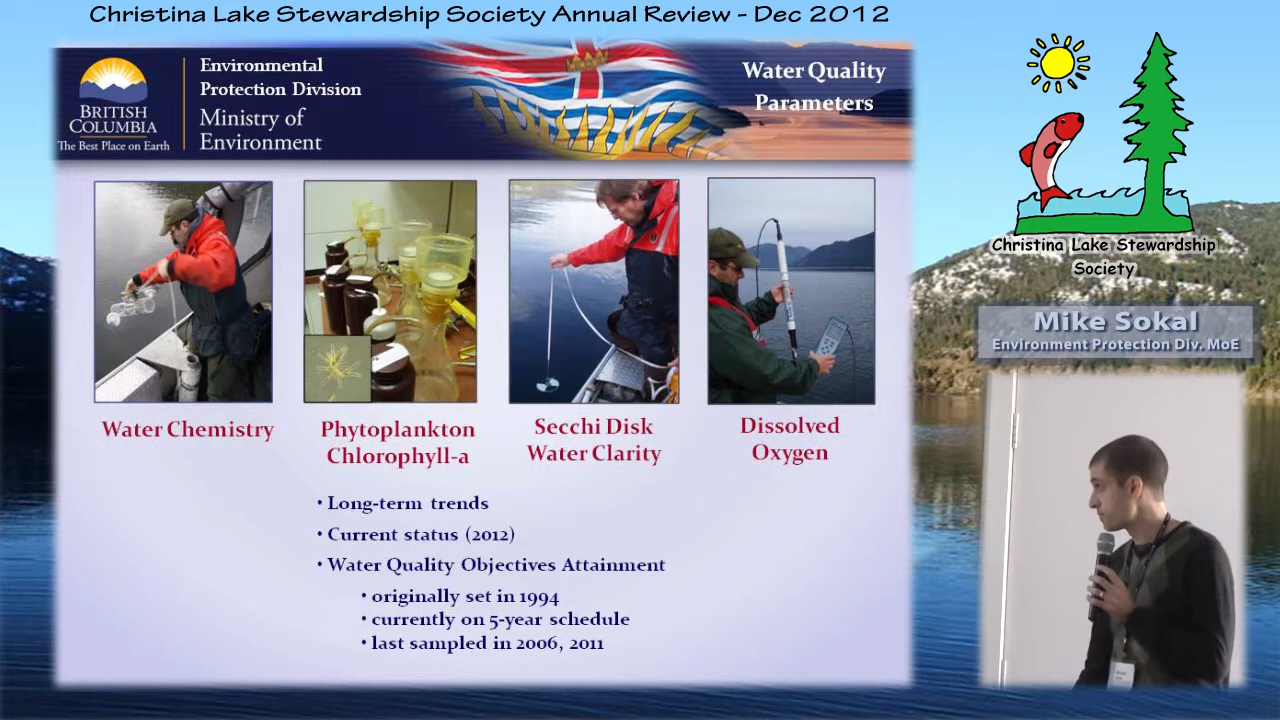 Christina Lake Stewardship Society Annual Review - Dec 2012
Environmental
Protection Division
BRITISH
COLUMBIA
The Best Place on Earth
Ministry of
Environment
Water Quality
Parameters
Water Chemistry
Phytoplankton
Chlorophyll-a
Secchi Disk
Water Clarity
Dissolved
Oxygen
• Long-term trends
• Current status (2012)
• Water Quality Objectives Attainment
• originally set in 1994
• currently on 5-year schedule
• last sampled in 2006, 2011
Christina Lake Stewardship
Society
Mike Sokal
Environment Protection Div. MoE